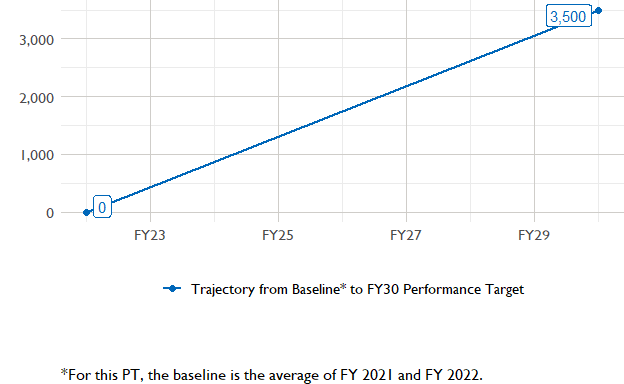 3,500
3,000
2,000
1,000
0
0
FY23 FY25 FY27 FY29
Trajectory from Baseline* to FY30 Performance Target
*For this PT, the baseline is the average of FY 2021 and FY 2022.